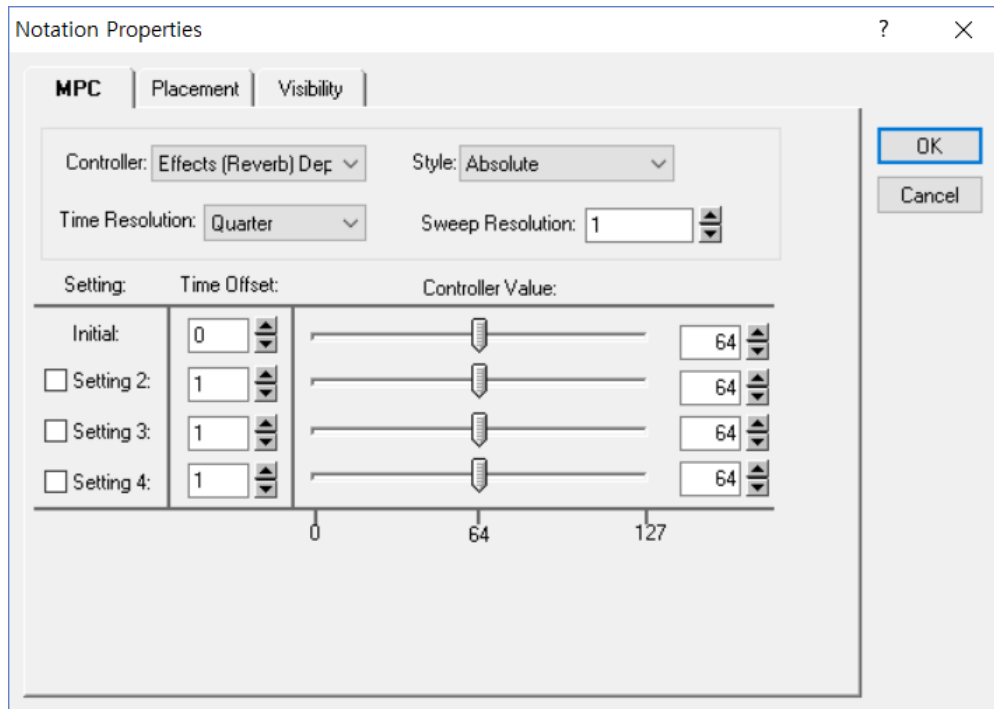 Notation Properties ?
MPC Placement Visibility
Controller: Effects (Reverb) Dep Style: Absolute OK
Time Resolution: Quarter Sweep Resolution: 1 Cancel
Setting: Time Offset: Controller Value:
Initial: 0 64
Setting 2: 1 64
Setting 3: 1 64
Setting 4: 1 64
0 64 127